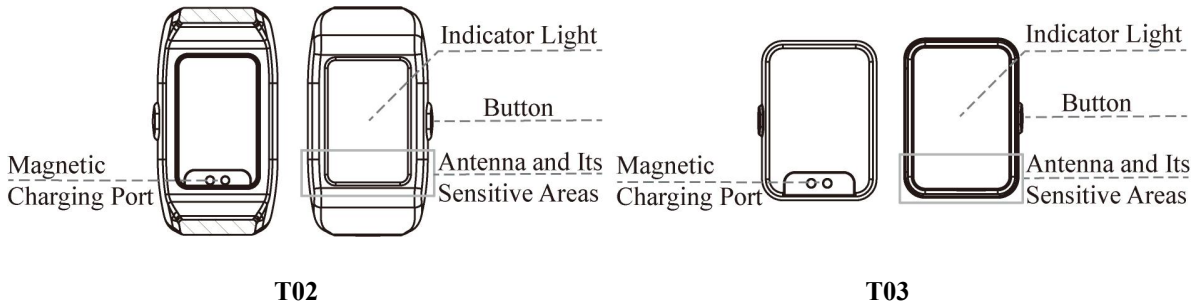 Indicator Light
Button
Magnetic
Charging Port
Antenna and Its
Sensitive Areas
T02
Indicator Light
Button
Magnetic
Charging Port
Antenna and Its
Sensitive Areas
T03